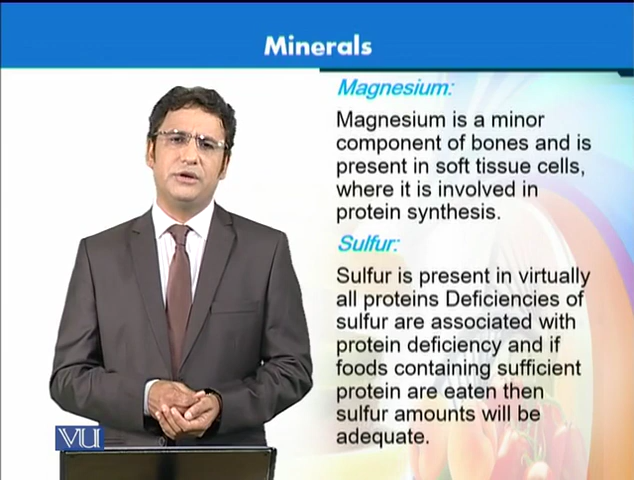 Minerals
Magnesium:
Magnesium is a minor
component of bones and is
present in soft tissue cells,
where it is involved in
protein synthesis.
Sulfur:
Sulfur is present in virtually
all proteins Deficiencies of
sulfur are associated with
protein deficiency and if
foods containing sufficient
protein are eaten then
sulfur amounts will be
adequate.
VU